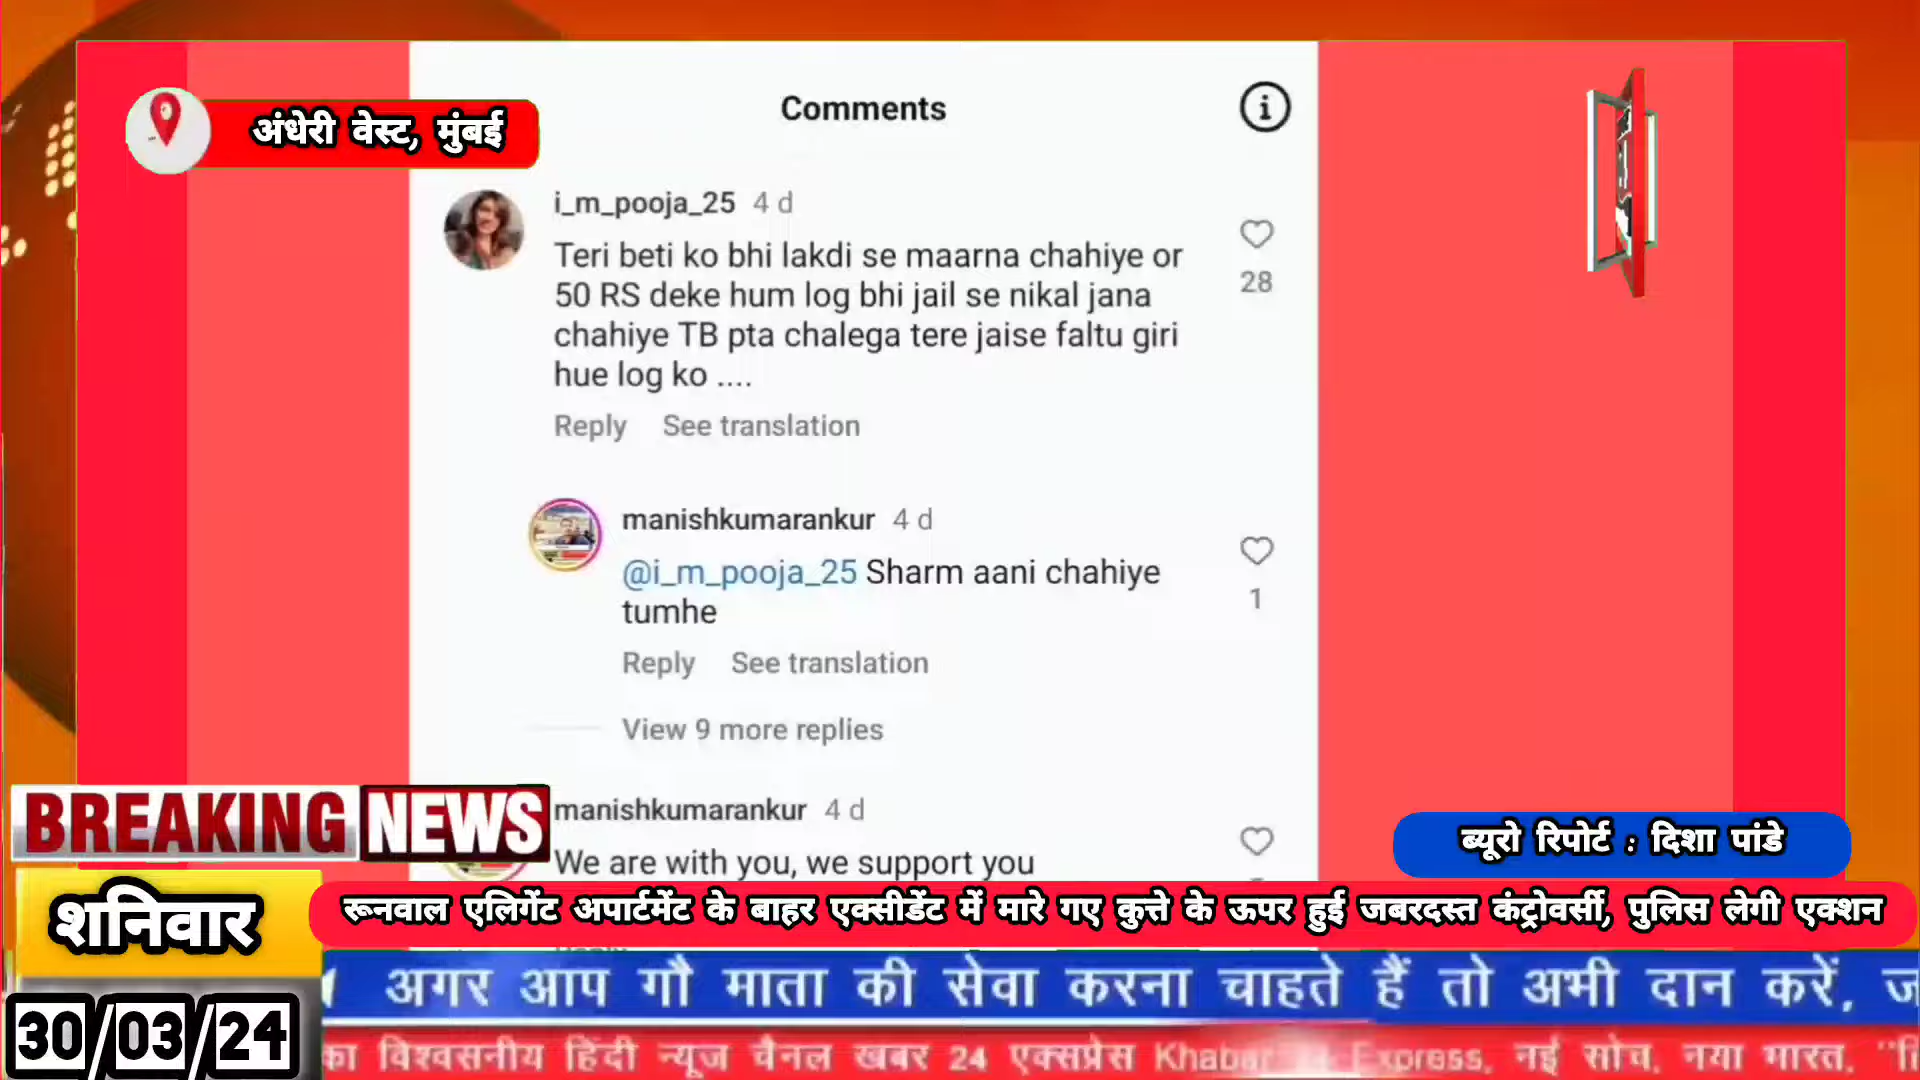 Comments
अंधेरी वेस्ट, मुंबई
i_m_pooja_25 4 d
Teri beti ko bhi lakdi se maarna chahiye or
50 RS deke hum log bhi jail se nikal jana
chahiye TB pta chalega tere jaise faltu giri
hue log ko ....
28
Reply See translation
manishkumarankur 4 d
@i_m_pooja_25 Sharm aani chahiye
tumhe
1
Reply See translation
View 9 more replies
BREAKING NEWS
manishkumarankur 4 d
We are with you, we support you
ब्यूरो रिपोर्ट : दिशा पांडे
शनिवार
रूनवाल एलिगेंट अपार्टमेंट के बाहर एक्सीडेंट में मारे गए कुत्ते के ऊपर हुई जबरदस्त कंट्रोवर्सी, पुलिस लेगी एक्शन
अगर आप गौ माता की सेवा करना चाहते हैं तो अभी दान करें,
30/03/24
का विश्वसनीय हिंदी न्यूज चैनल खबर 24 एक्सप्रेस Khabar Express, नई सोच, नया भारत,